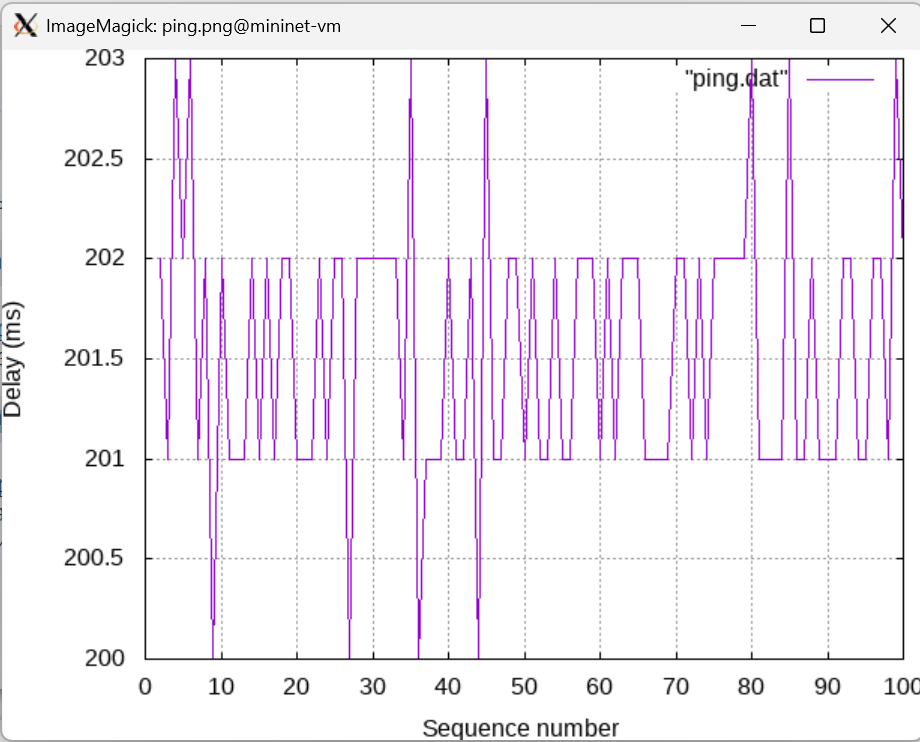 ImageMagick: ping.png@mininet-vm
203
"ping.dat"
202.5
202
201.5
Delay (ms)
201
200.5
200
0 10 20 30 40 50 60 70 80 90 100
Sequence number